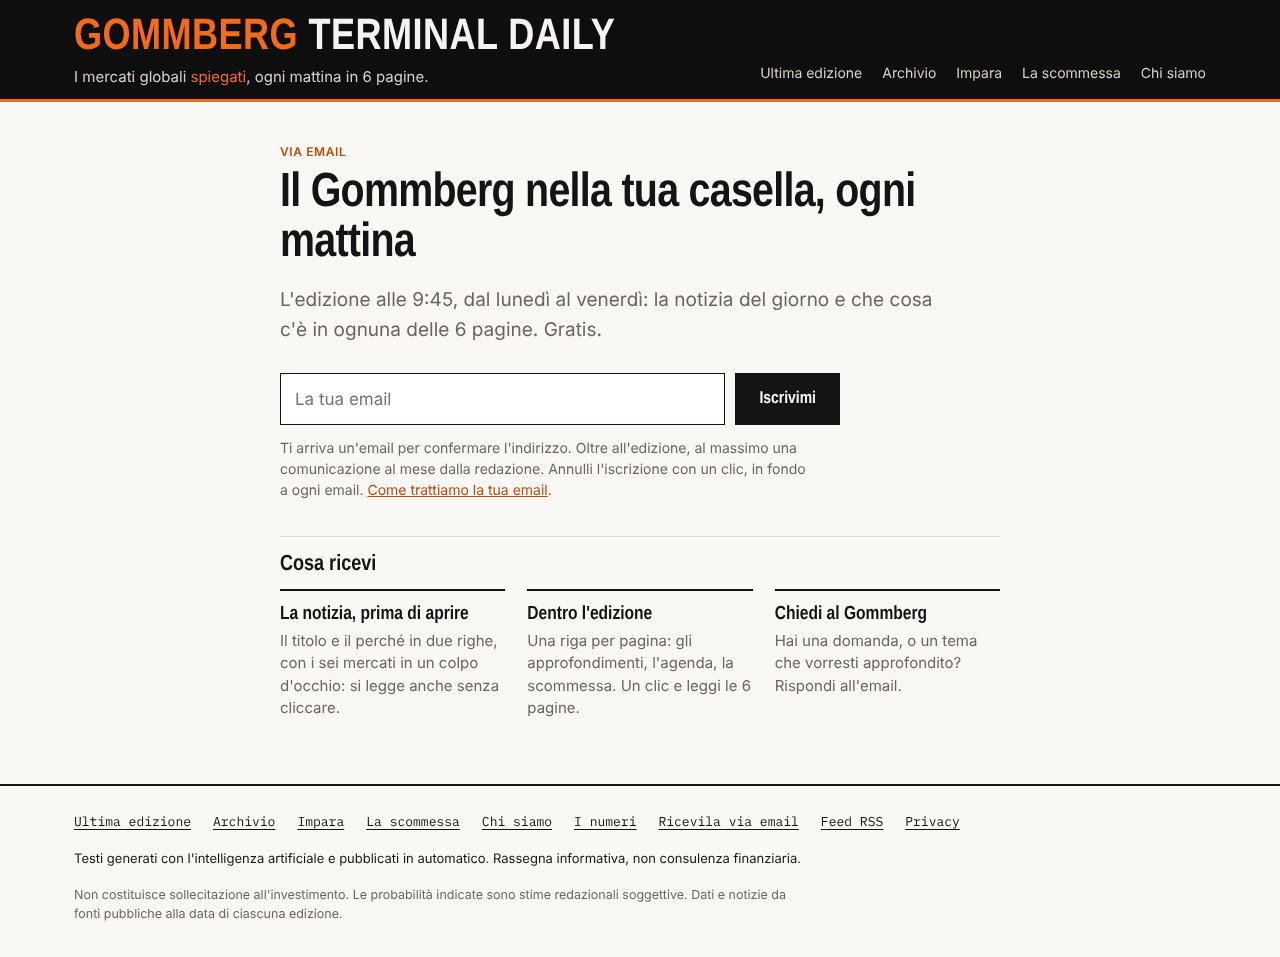 GOMMBERG TERMINAL DAILY
I mercati globali spiegati, ogni mattina in 6 pagine.
Ultima edizione Archivio Impara La scommessa Chi siamo
VIA EMAIL
Il Gommberg nella tua casella, ogni
mattina
L'edizione alle 9:45, dal lunedì al venerdì: la notizia del giorno e che cosa
c'è in ognuna delle 6 pagine. Gratis.
La tua email
Iscrivimi
Ti arriva un'email per confermare l'indirizzo. Oltre all'edizione, al massimo una
comunicazione al mese dalla redazione. Annulli l'iscrizione con un clic, in fondo
a ogni email. Come trattiamo la tua email.
Cosa ricevi
La notizia, prima di aprire
Il titolo e il perché in due righe,
con i sei mercati in un colpo
d'occhio: si legge anche senza
cliccare.
Dentro l'edizione
Una riga per pagina: gli
approfondimenti, l'agenda, la
scommessa. Un clic e leggi le 6
pagine.
Chiedi al Gommberg
Hai una domanda, o un tema
che vorresti approfondito?
Rispondi all'email.
Ultima edizione Archivio Impara La scommessa Chi siamo I numeri Ricevila via email Feed RSS Privacy
Testi generati con l'intelligenza artificiale e pubblicati in automatico. Rassegna informativa, non consulenza finanziaria.
Non costituisce sollecitazione all'investimento. Le probabilità indicate sono stime redazionali soggettive. Dati e notizie da
fonti pubbliche alla data di ciascuna edizione.